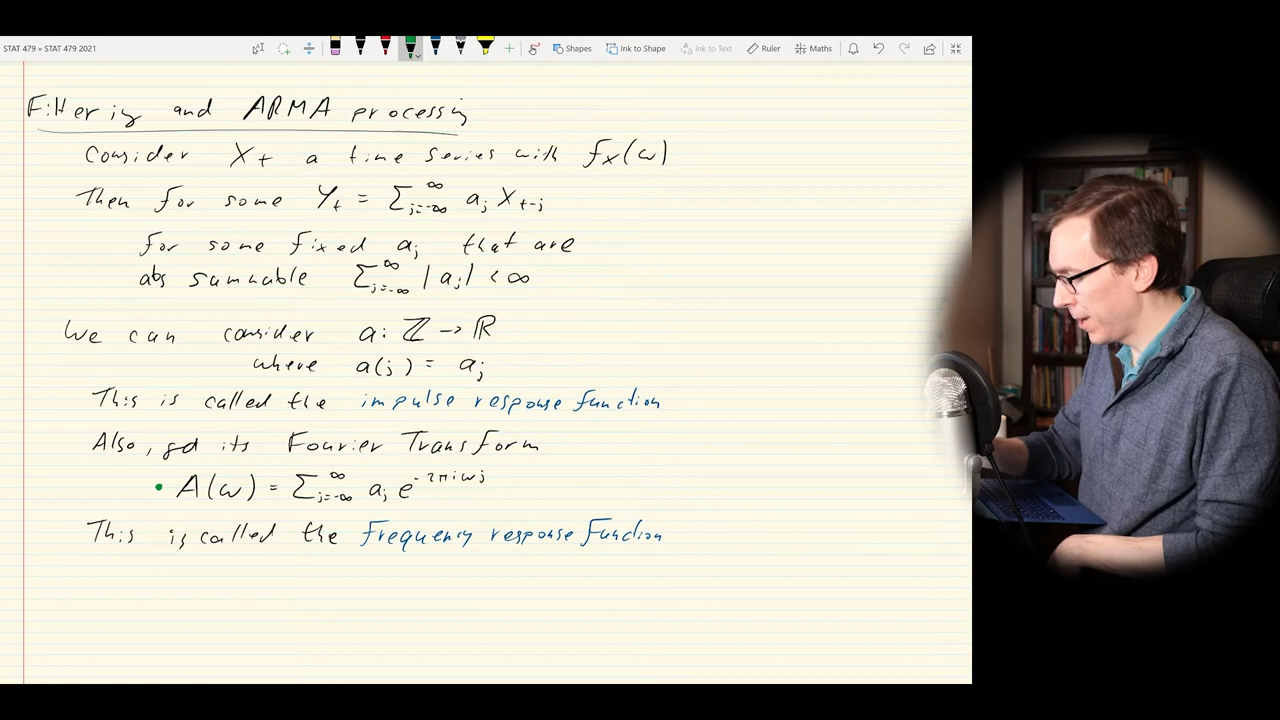 STAT 479 » STAT 479 2021
Shapes Ink to Shape Ink to Text Ruler Maths
Filtering and ARMA processing
Consider X_t a time series with f_X(ω)
Then for some Y_t = ∑_{j=-∞}^{∞} a_j X_{t-j}
for some fixed a_j that are
abs summable ∑_{j=-∞}^{∞} |a_j| < ∞
We can consider a: ℤ → ℝ
where a(j) = a_j
This is called the impulse response function
Also, get its Fourier Transform
• A(ω) = ∑_{j=-∞}^{∞} a_j e^{-2πiωj}
This is called the frequency response function